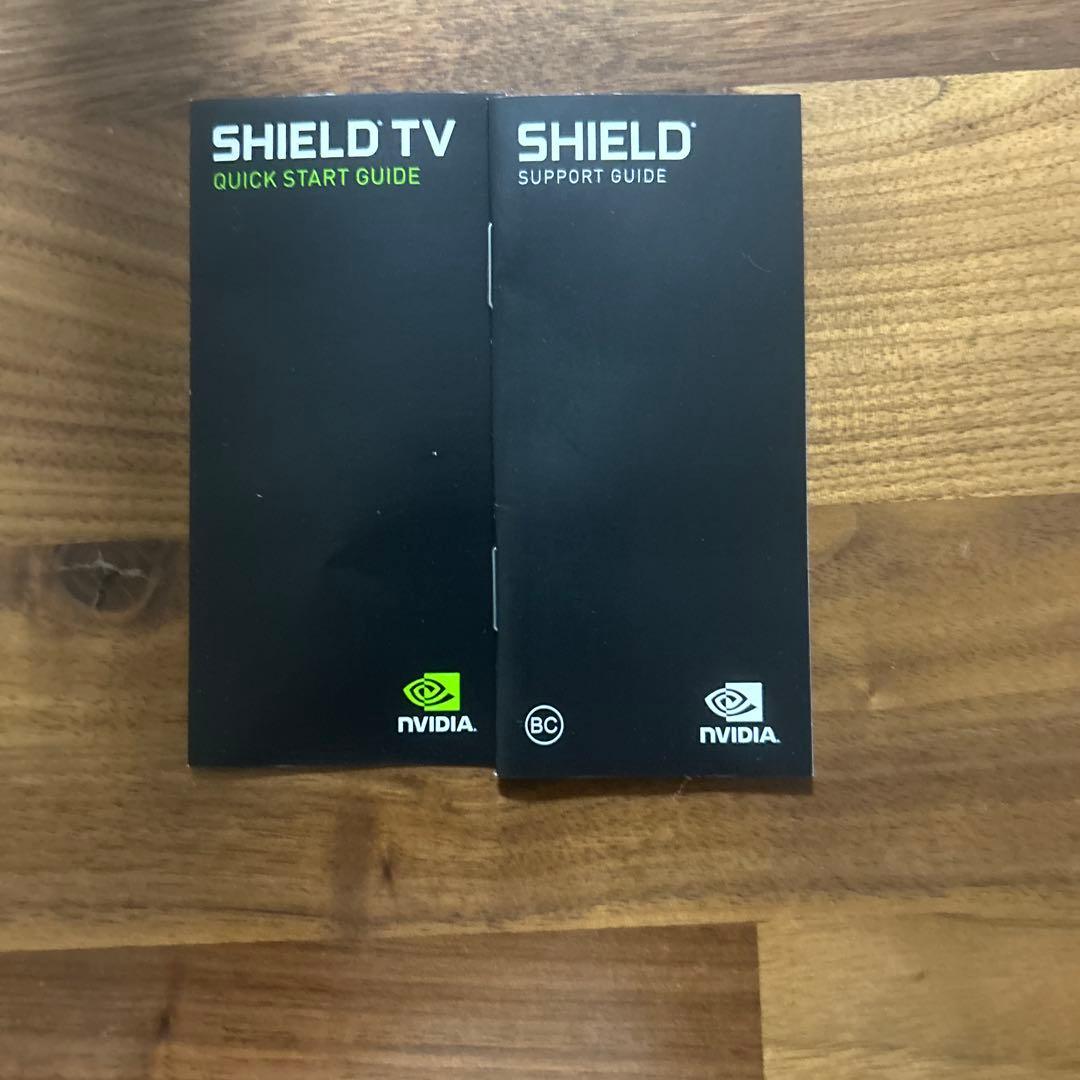 SHIELD TV
QUICK START GUIDE
NVIDIA.
SHIELD
SUPPORT GUIDE
BC
NVIDIA.